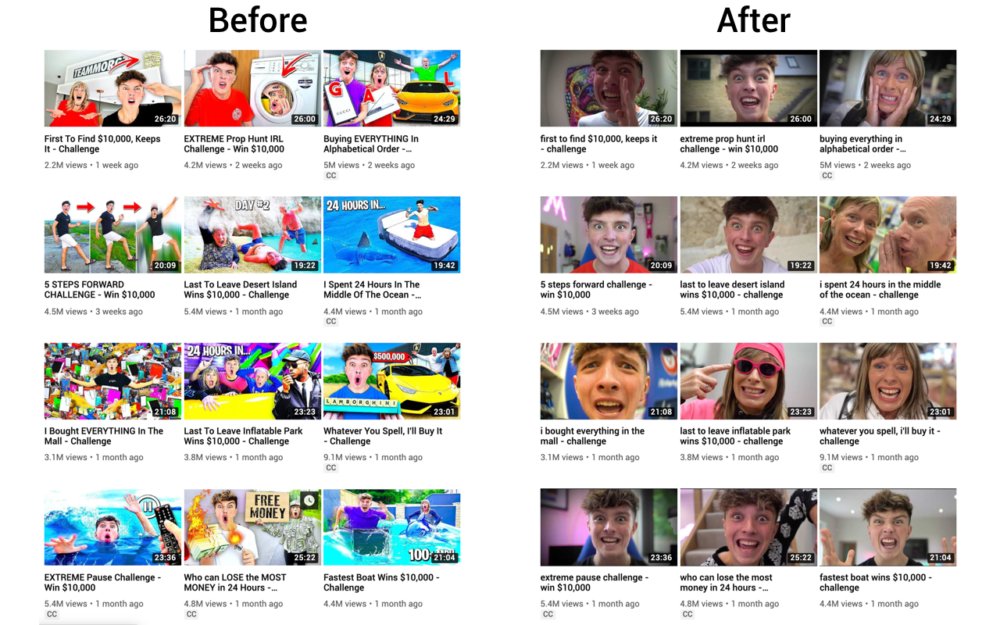 Before
After
TEAMMORG
26:20
26:00
GUCCI
G
A
L
24:29
First To Find $10,000, Keeps
It - Challenge
2.2M views • 1 week ago
EXTREME Prop Hunt IRL
Challenge - Win $10,000
4.2M views • 2 weeks ago
Buying EVERYTHING In
Alphabetical Order -...
5M views • 2 weeks ago
CC
20:09
DAY #2
19:22
24 HOURS IN...
19:42
5 STEPS FORWARD
CHALLENGE - Win $10,000
4.5M views • 3 weeks ago
Last To Leave Desert Island
Wins $10,000 - Challenge
5.4M views • 1 month ago
I Spent 24 Hours In The
Middle Of The Ocean -...
4.4M views • 1 month ago
CC
21:08
24 HOURS IN...
23:23
$500,000
LAMBORGHINI
23:01
I Bought EVERYTHING In The
Mall - Challenge
3.1M views • 1 month ago
Last To Leave Inflatable Park
Wins $10,000 - Challenge
3.8M views • 1 month ago
Whatever You Spell, I'll Buy It
- Challenge
9.1M views • 1 month ago
CC
23:36
FREE
MONEY
25:22
100+
21:04
EXTREME Pause Challenge -
Win $10,000
5.4M views • 1 month ago
CC
Who can LOSE the MOST
MONEY in 24 Hours -...
4.8M views • 1 month ago
CC
Fastest Boat Wins $10,000 -
Challenge
4.4M views • 1 month ago
26:20
26:00
24:29
first to find $10,000, keeps it
- challenge
2.2M views • 1 week ago
extreme prop hunt irl
challenge - win $10,000
4.2M views • 2 weeks ago
buying everything in
alphabetical order -...
5M views • 2 weeks ago
CC
20:09
19:22
19:42
5 steps forward challenge -
win $10,000
4.5M views • 3 weeks ago
last to leave desert island
wins $10,000 - challenge
5.4M views • 1 month ago
i spent 24 hours in the middle
of the ocean - challenge
4.4M views • 1 month ago
CC
21:08
23:23
23:01
i bought everything in the
mall - challenge
3.1M views • 1 month ago
last to leave inflatable park
wins $10,000 - challenge
3.8M views • 1 month ago
whatever you spell, i'll buy it -
challenge
9.1M views • 1 month ago
CC
23:36
25:22
21:04
extreme pause challenge -
win $10,000
5.4M views • 1 month ago
CC
who can lose the most
money in 24 hours -...
4.8M views • 1 month ago
CC
fastest boat wins $10,000 -
challenge
4.4M views • 1 month ago